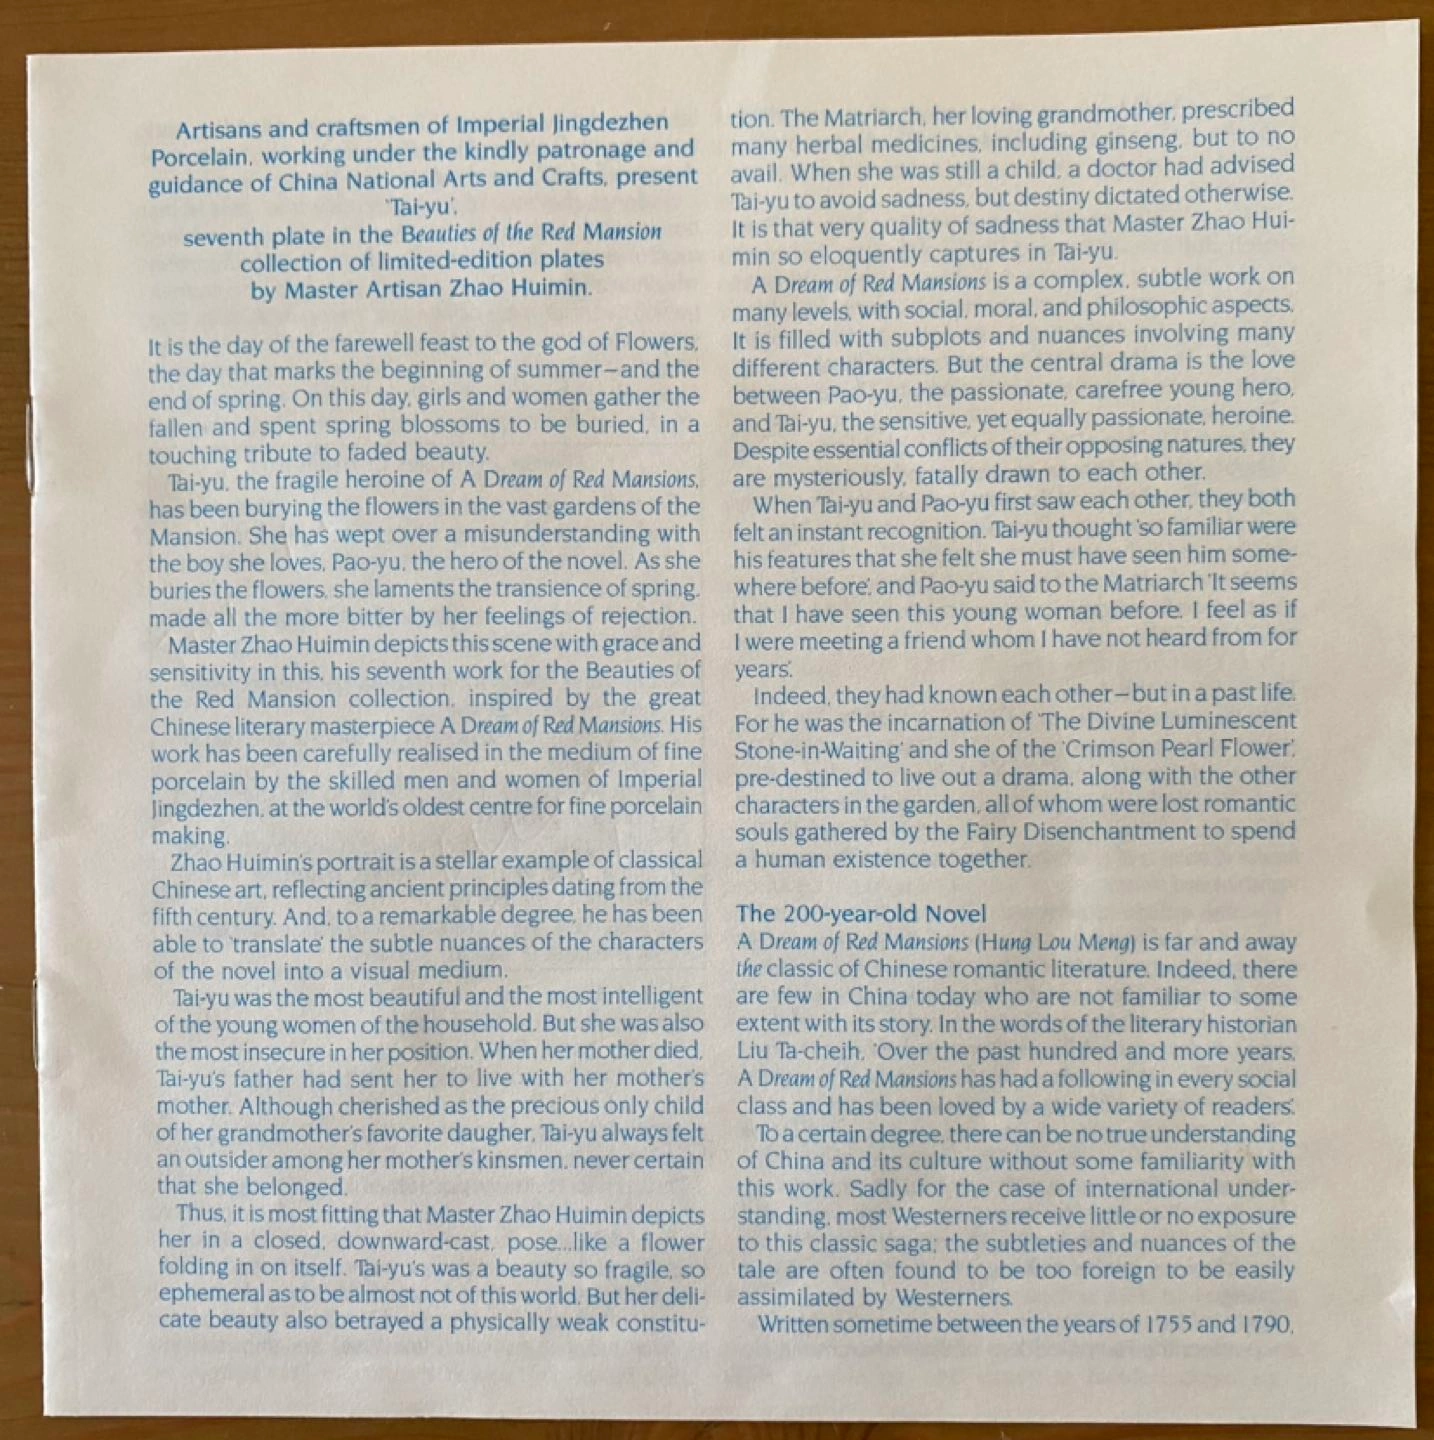 Artisans and craftsmen of Imperial Jingdezhen
Porcelain, working under the kindly patronage and
guidance of China National Arts and Crafts, present
'Tai-yu',
seventh plate in the Beauties of the Red Mansion
collection of limited-edition plates
by Master Artisan Zhao Huimin.
It is the day of the farewell feast to the god of Flowers,
the day that marks the beginning of summer—and the
end of spring. On this day, girls and women gather the
fallen and spent spring blossoms to be buried, in a
touching tribute to faded beauty.
Tai-yu, the fragile heroine of A Dream of Red Mansions,
has been burying the flowers in the vast gardens of the
Mansion. She has wept over a misunderstanding with
the boy she loves, Pao-yu, the hero of the novel. As she
buries the flowers, she laments the transience of spring,
made all the more bitter by her feelings of rejection.
Master Zhao Huimin depicts this scene with grace and
sensitivity in this, his seventh work for the Beauties of
the Red Mansion collection, inspired by the great
Chinese literary masterpiece A Dream of Red Mansions. His
work has been carefully realised in the medium of fine
porcelain by the skilled men and women of Imperial
Jingdezhen, at the world's oldest centre for fine porcelain
making.
Zhao Huimin's portrait is a stellar example of classical
Chinese art, reflecting ancient principles dating from the
fifth century. And, to a remarkable degree, he has been
able to 'translate' the subtle nuances of the characters
of the novel into a visual medium.
Tai-yu was the most beautiful and the most intelligent
of the young women of the household. But she was also
the most insecure in her position. When her mother died,
Tai-yu's father had sent her to live with her mother's
mother. Although cherished as the precious only child
of her grandmother's favorite daugher, Tai-yu always felt
an outsider among her mother's kinsmen, never certain
that she belonged.
Thus, it is most fitting that Master Zhao Huimin depicts
her in a closed, downward-cast, pose...like a flower
folding in on itself. Tai-yu's was a beauty so fragile, so
ephemeral as to be almost not of this world. But her deli-
cate beauty also betrayed a physically weak constitu-
tion. The Matriarch, her loving grandmother, prescribed
many herbal medicines, including ginseng, but to no
avail. When she was still a child, a doctor had advised
Tai-yu to avoid sadness, but destiny dictated otherwise.
It is that very quality of sadness that Master Zhao Hui-
min so eloquently captures in Tai-yu.
A Dream of Red Mansions is a complex, subtle work on
many levels, with social, moral, and philosophic aspects.
It is filled with subplots and nuances involving many
different characters. But the central drama is the love
between Pao-yu, the passionate, carefree young hero,
and Tai-yu, the sensitive, yet equally passionate, heroine.
Despite essential conflicts of their opposing natures, they
are mysteriously, fatally drawn to each other.
When Tai-yu and Pao-yu first saw each other, they both
felt an instant recognition. Tai-yu thought 'so familiar were
his features that she felt she must have seen him some-
where before', and Pao-yu said to the Matriarch 'It seems
that I have seen this young woman before. I feel as if
I were meeting a friend whom I have not heard from for
years'.
Indeed, they had known each other—but in a past life.
For he was the incarnation of 'The Divine Luminescent
Stone-in-Waiting' and she of the 'Crimson Pearl Flower',
pre-destined to live out a drama, along with the other
characters in the garden, all of whom were lost romantic
souls gathered by the Fairy Disenchantment to spend
a human existence together.
The 200-year-old Novel
A Dream of Red Mansions (Hung Lou Meng) is far and away
the classic of Chinese romantic literature. Indeed, there
are few in China today who are not familiar to some
extent with its story. In the words of the literary historian
Liu Ta-cheih, 'Over the past hundred and more years,
A Dream of Red Mansions has had a following in every social
class and has been loved by a wide variety of readers'.
To a certain degree, there can be no true understanding
of China and its culture without some familiarity with
this work. Sadly for the case of international under-
standing, most Westerners receive little or no exposure
to this classic saga; the subtleties and nuances of the
tale are often found to be too foreign to be easily
assimilated by Westerners.
Written sometime between the years of 1755 and 1790,